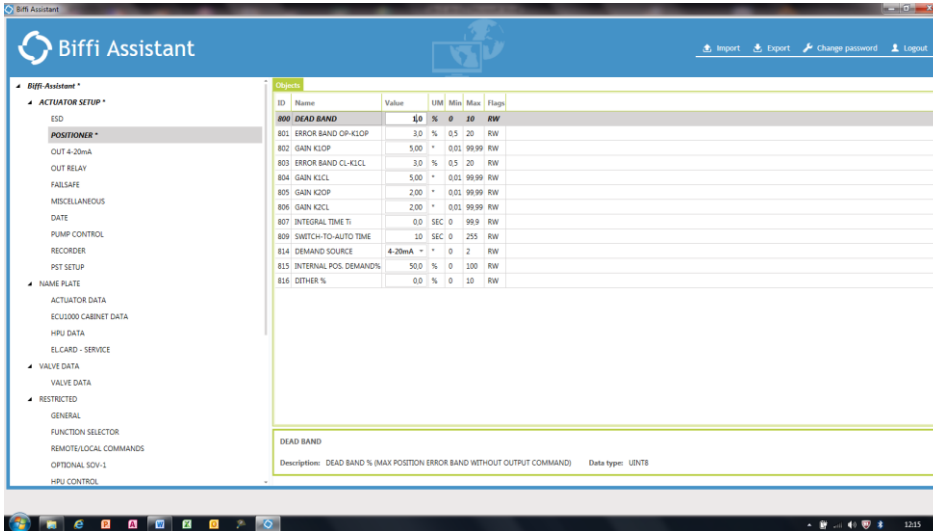 Biffi Assistant
Biffi Assistant
Import Export Change password Logout
Biffi-Assistant *
ACTUATOR SETUP *
ESD
POSITIONER *
OUT 4-20mA
OUT RELAY
FAILSAFE
MISCELLANEOUS
DATE
PUMP CONTROL
RECORDER
PST SETUP
NAME PLATE
ACTUATOR DATA
ECU1000 CABINET DATA
HPU DATA
EL.CARD - SERVICE
VALVE DATA
VALVE DATA
RESTRICTED
GENERAL
FUNCTION SELECTOR
REMOTE/LOCAL COMMANDS
OPTIONAL SOV-1
HPU CONTROL
Objects
ID Name Value UM Min Max Flags
800 DEAD BAND 1,0 % 0 10 RW
801 ERROR BAND OP-K1OP 3,0 % 0,5 20 RW
802 GAIN K1OP 5,00 * 0,01 99,99 RW
803 ERROR BAND CL-K1CL 3,0 % 0,5 20 RW
804 GAIN K1CL 5,00 * 0,01 99,99 RW
805 GAIN K2OP 2,00 * 0,01 99,99 RW
806 GAIN K2CL 2,00 * 0,01 99,99 RW
807 INTEGRAL TIME Ti 0,0 SEC 0 99,9 RW
809 SWITCH-TO-AUTO TIME 10 SEC 0 255 RW
814 DEMAND SOURCE 4-20mA * 0 2 RW
815 INTERNAL POS. DEMAND% 50,0 % 0 100 RW
816 DITHER % 0,0 % 0 10 RW
DEAD BAND
Description: DEAD BAND % (MAX POSITION ERROR BAND WITHOUT OUTPUT COMMAND) Data type: UINT8
12:15